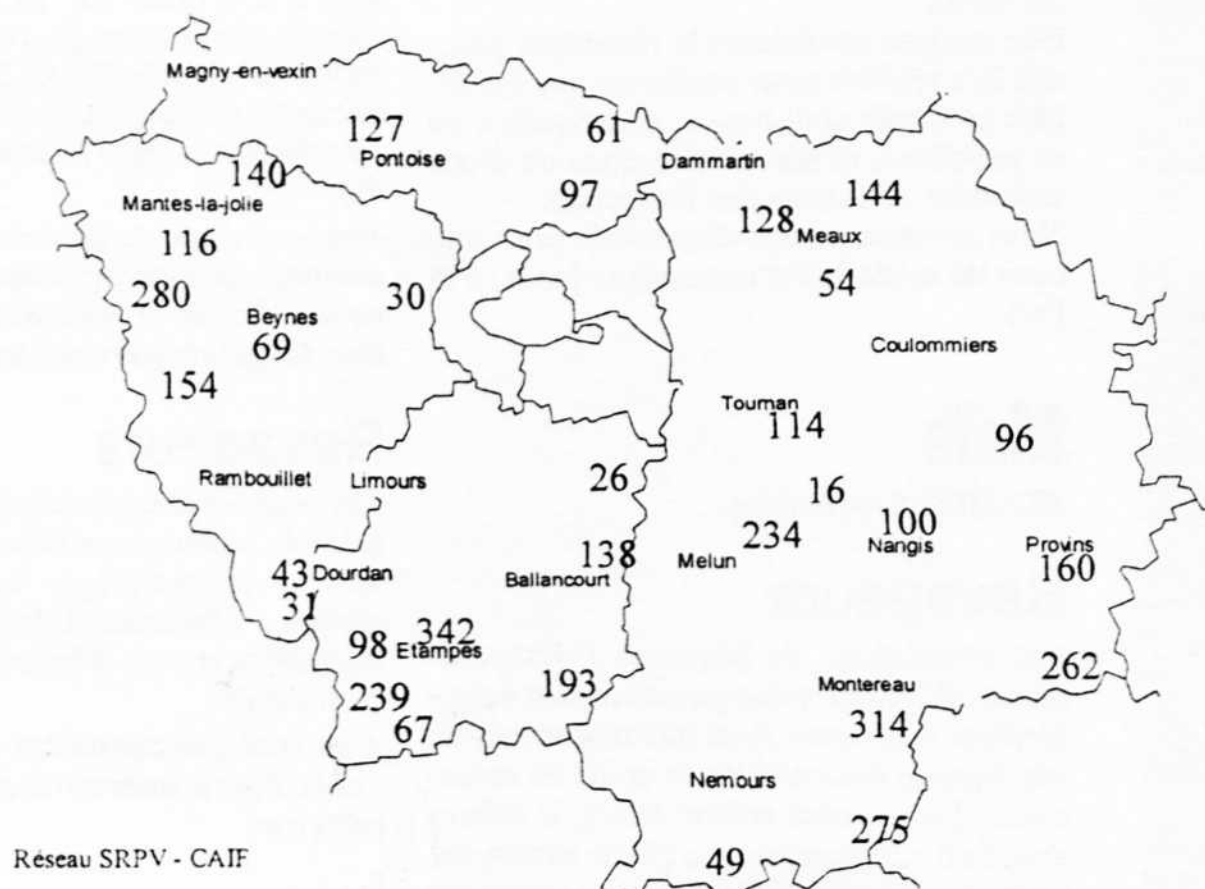 Magny-en-vexin
127
Pontoise
61
Dammartin
140
Mantes-la-jolie
97
144
128
Meaux
116
280
30
54
Beynes
69
Coulommiers
154
Tournan
114
96
Rambouillet
Limours
26
16
100
Nangis
138
Ballancourt
Melun
234
Provins
160
43
Dourdan
31
342
98
Etampes
239
67
193
262
Montereau
314
Nemours
275
49
Réseau SRPV - CAIF